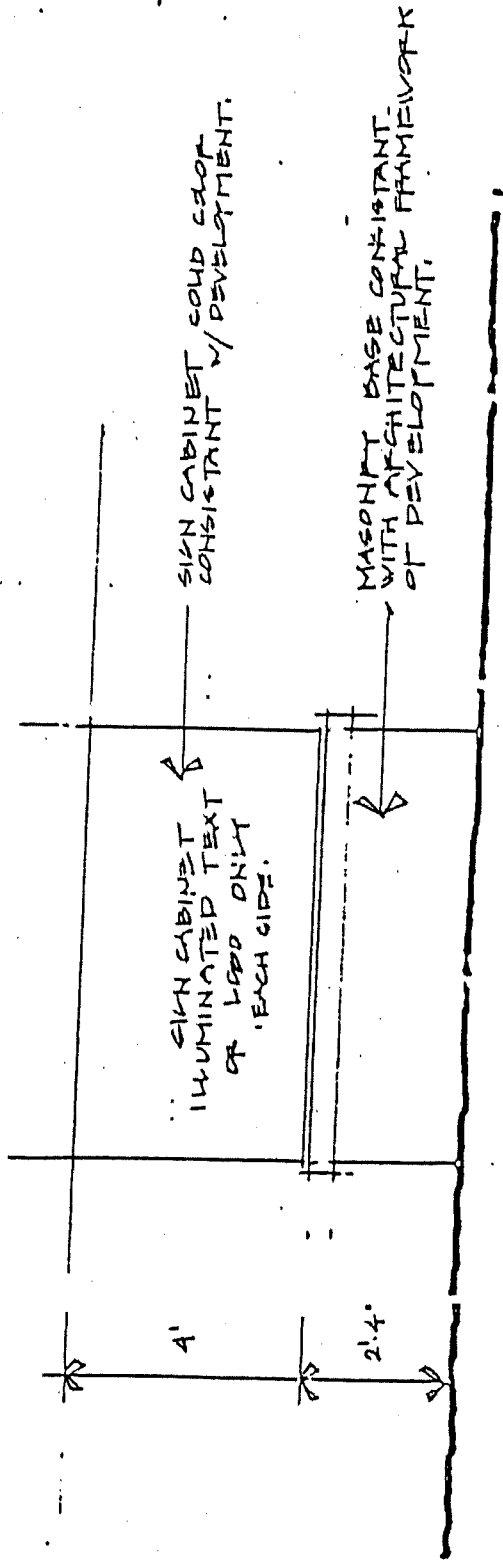 SIGN CABINET
ILLUMINATED TEXT
OR LOGO ONLY
EACH SIDE.
SIGN CABINET SOLID COLOR
CONSISTANT W/ DEVELOPMENT.
4'
2'4"
MASONRY BASE CONSISTANT
WITH ARCHITECTURAL FRAMEWORK
OF DEVELOPMENT.